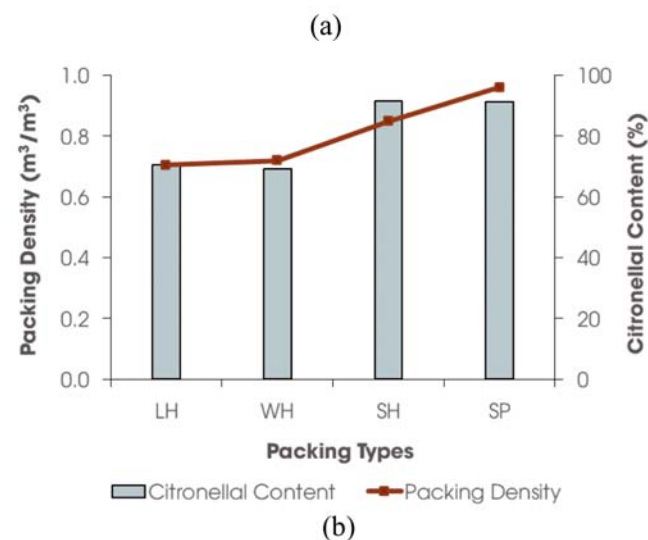 (a)
Packing Density (m³/m³)
1.0
0.8
0.6
0.4
0.2
0.0
100
80
60
40
20
0
Citronellal Content (%)
LH WH SH SP
Packing Types
Citronellal Content Packing Density
(b)